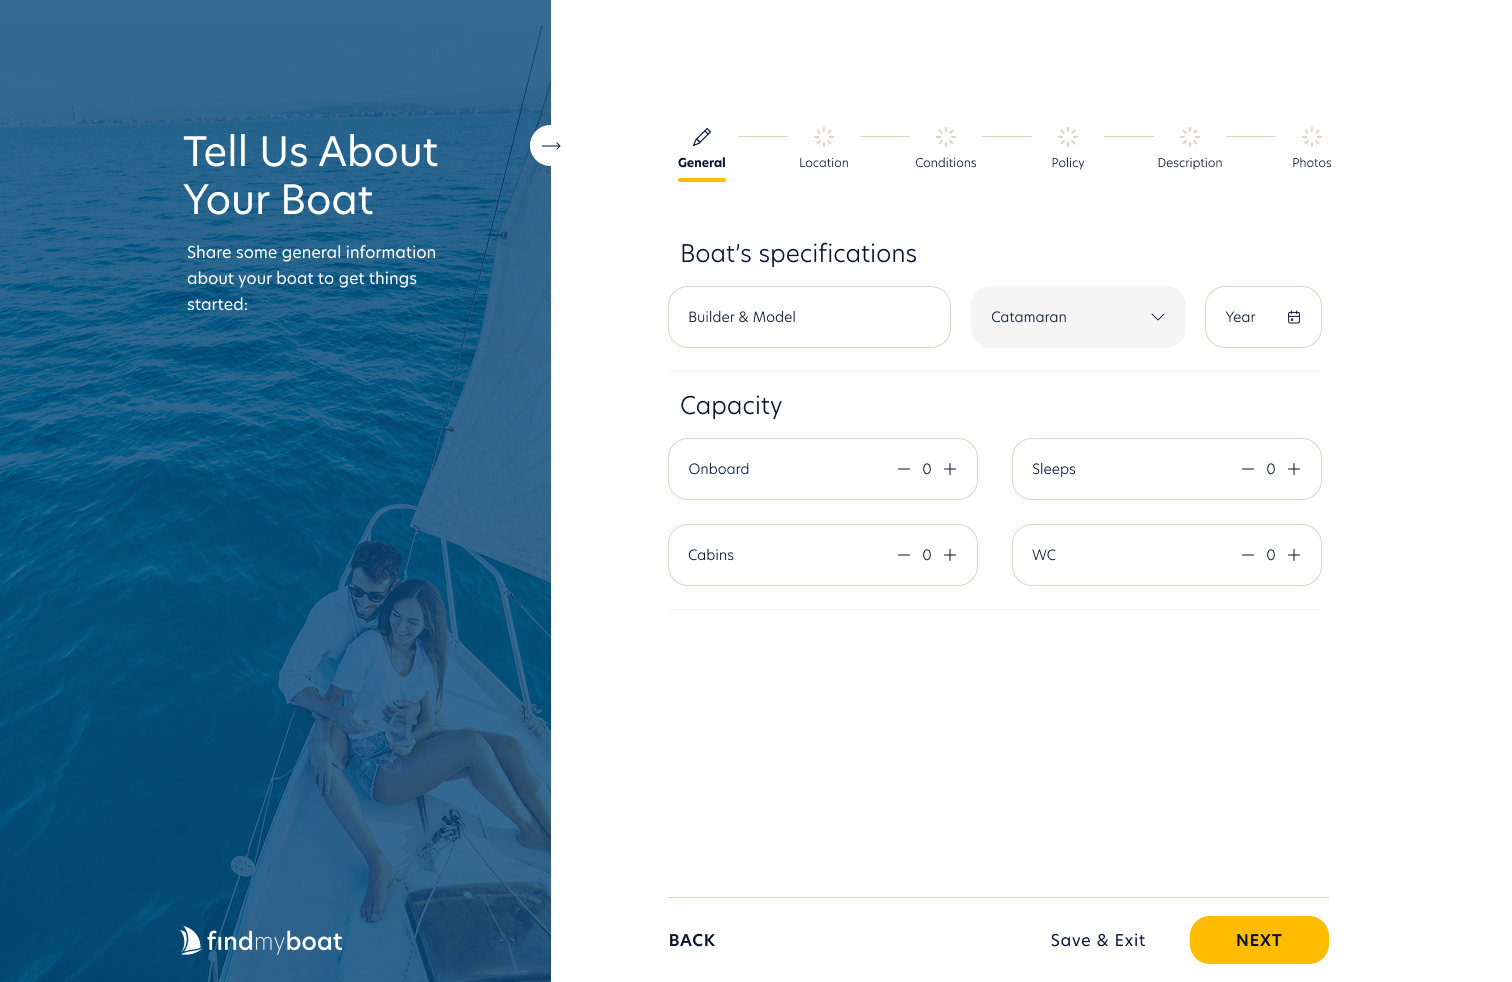 Tell Us About
Your Boat
Share some general information
about your boat to get things
started:
findmyboat
General
Location
Conditions
Policy
Description
Photos
Boat’s specifications
Builder & Model
Catamaran
Year
Capacity
Onboard
0
Sleeps
0
Cabins
0
WC
0
BACK
Save & Exit
NEXT